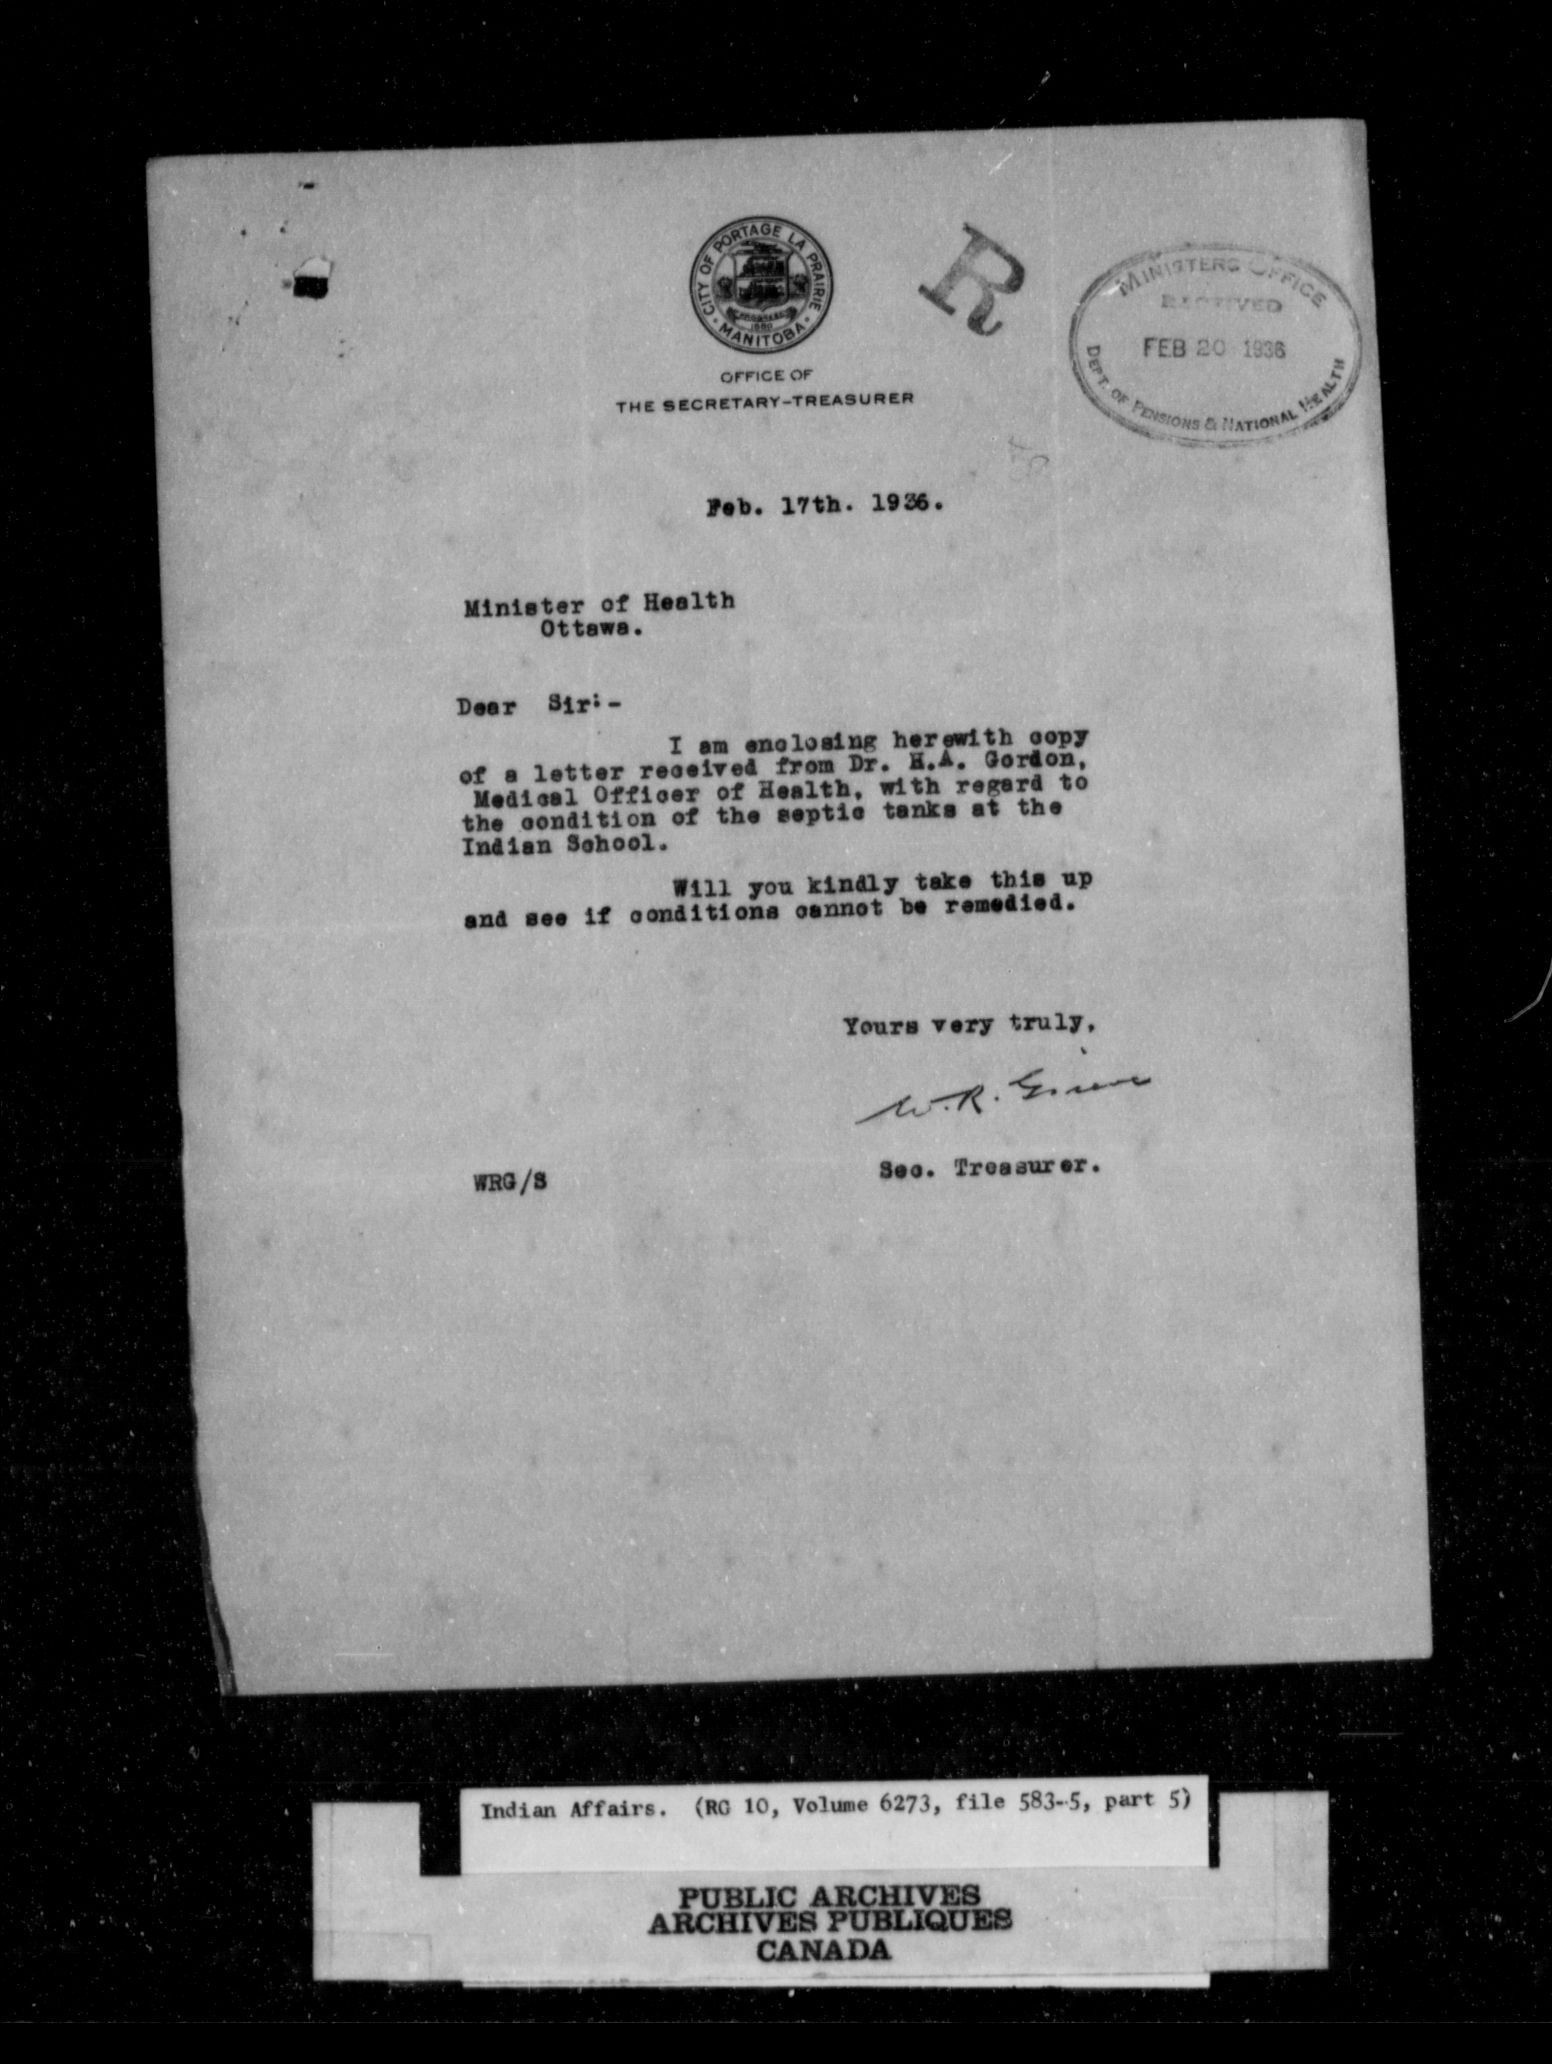 CITY OF PORTAGE LA PRAIRIE
1880
MANITOBA
R
MINISTERS OFFICE
RECEIVED
FEB 20 1936
DEPT. OF PENSIONS & NATIONAL HEALTH
OFFICE OF
THE SECRETARY-TREASURER
Feb. 17th. 1936.
Minister of Health
Ottawa.
Dear Sir:-
I am enclosing herewith copy
of a letter received from Dr. H.A. Gordon,
Medical Officer of Health, with regard to
the condition of the septic tanks at the
Indian School.
Will you kindly take this up
and see if conditions cannot be remedied.
Yours very truly,
W.R.
Sec. Treasurer.
WRG/S
Indian Affairs. (RG 10, Volume 6273, file 583-5, part 5)
PUBLIC ARCHIVES
ARCHIVES PUBLIQUES
CANADA